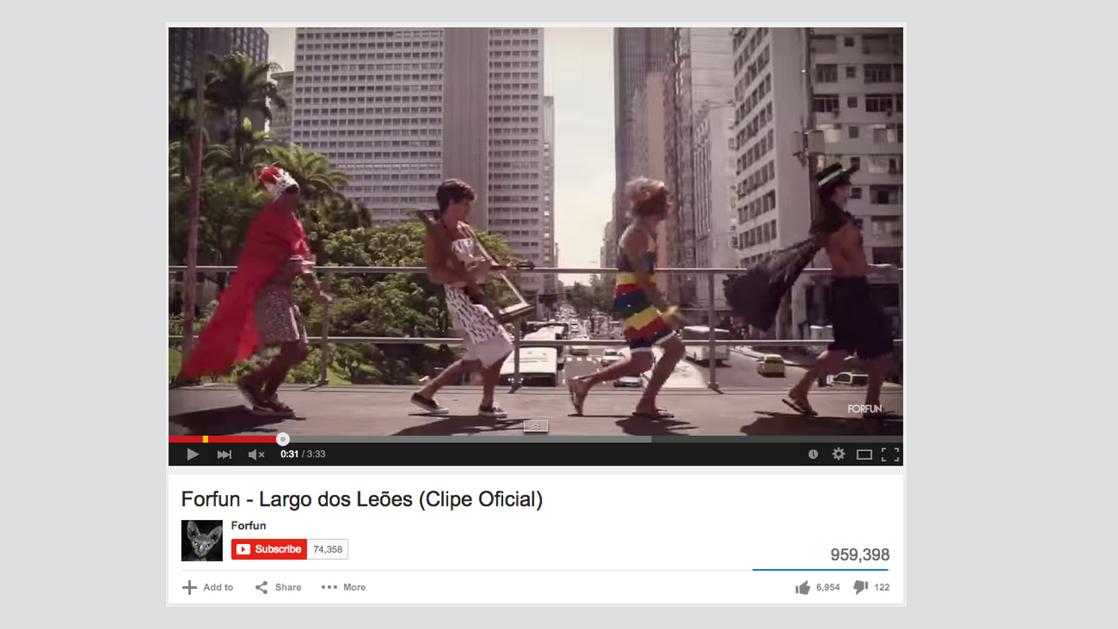 FORFUN
0:31 / 3:33
Forfun - Largo dos Leões (Clipe Oficial)
Forfun
Subscribe 74,358
959,398
Add to Share More 6,954 122